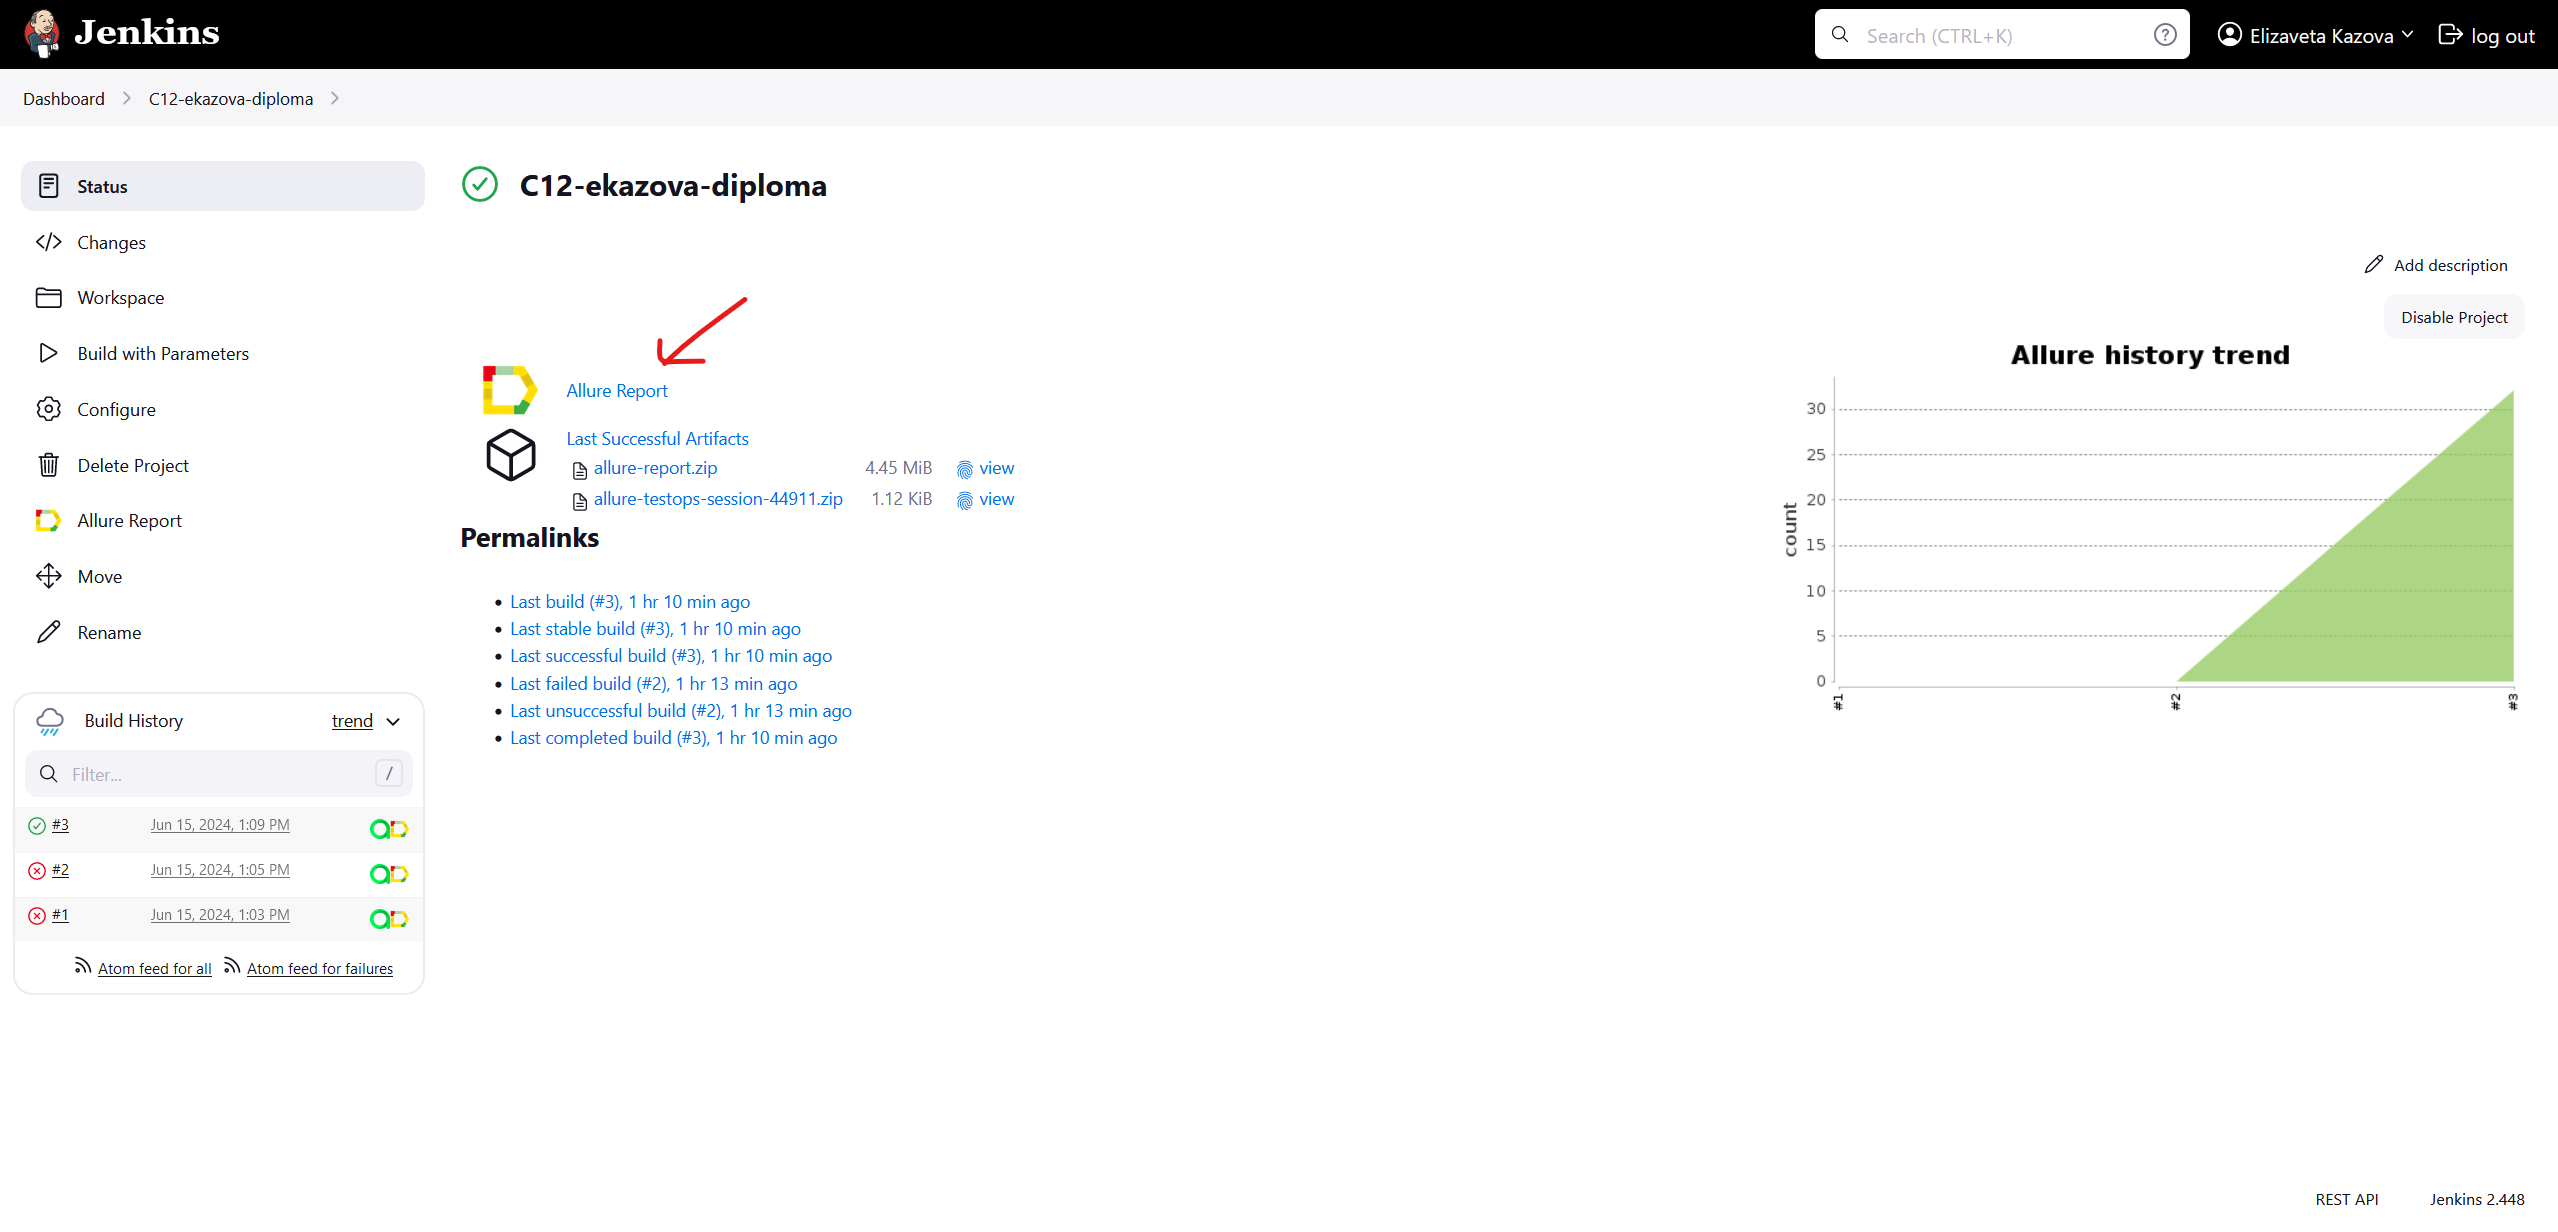 Jenkins
Search (CTRL+K)
Elizaveta Kazova
log out
Dashboard
C12-ekazova-diploma
Status
Changes
Workspace
Build with Parameters
Configure
Delete Project
Allure Report
Move
Rename
Build History
trend
Filter...
/
#3
Jun 15, 2024, 1:09 PM
#2
Jun 15, 2024, 1:05 PM
#1
Jun 15, 2024, 1:03 PM
Atom feed for all
Atom feed for failures
C12-ekazova-diploma
Add description
Disable Project
Allure Report
Last Successful Artifacts
allure-report.zip 4.45 MiB view
allure-testops-session-44911.zip 1.12 KiB view
Permalinks
Last build (#3), 1 hr 10 min ago
Last stable build (#3), 1 hr 10 min ago
Last successful build (#3), 1 hr 10 min ago
Last failed build (#2), 1 hr 13 min ago
Last unsuccessful build (#2), 1 hr 13 min ago
Last completed build (#3), 1 hr 10 min ago
Allure history trend
count
30
25
20
15
10
5
0
#1
#2
#3
REST API
Jenkins 2.448